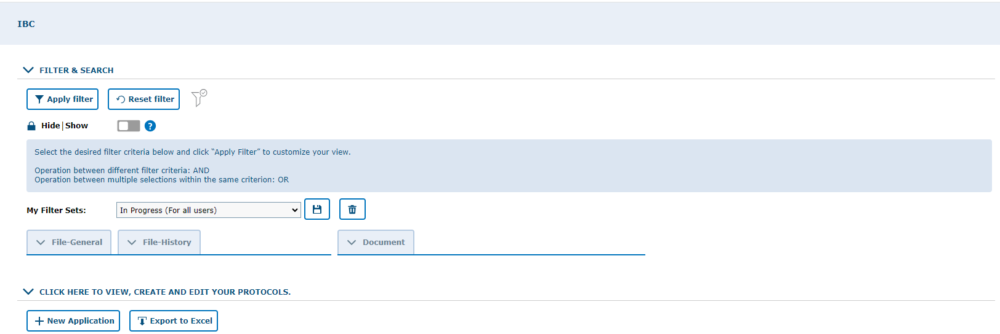 IBC
FILTER & SEARCH
Apply filter
Reset filter
Hide|Show
?
Select the desired filter criteria below and click “Apply Filter” to customize your view.
Operation between different filter criteria: AND
Operation between multiple selections within the same criterion: OR
My Filter Sets:
In Progress (For all users)
File-General
File-History
Document
CLICK HERE TO VIEW, CREATE AND EDIT YOUR PROTOCOLS.
New Application
Export to Excel